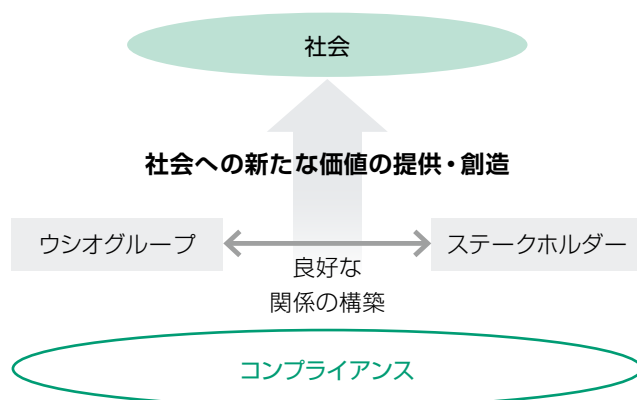 社会
社会への新たな価値の提供・創造
ウシオグループ
ステークホルダー
良好な
関係の構築
コンプライアンス